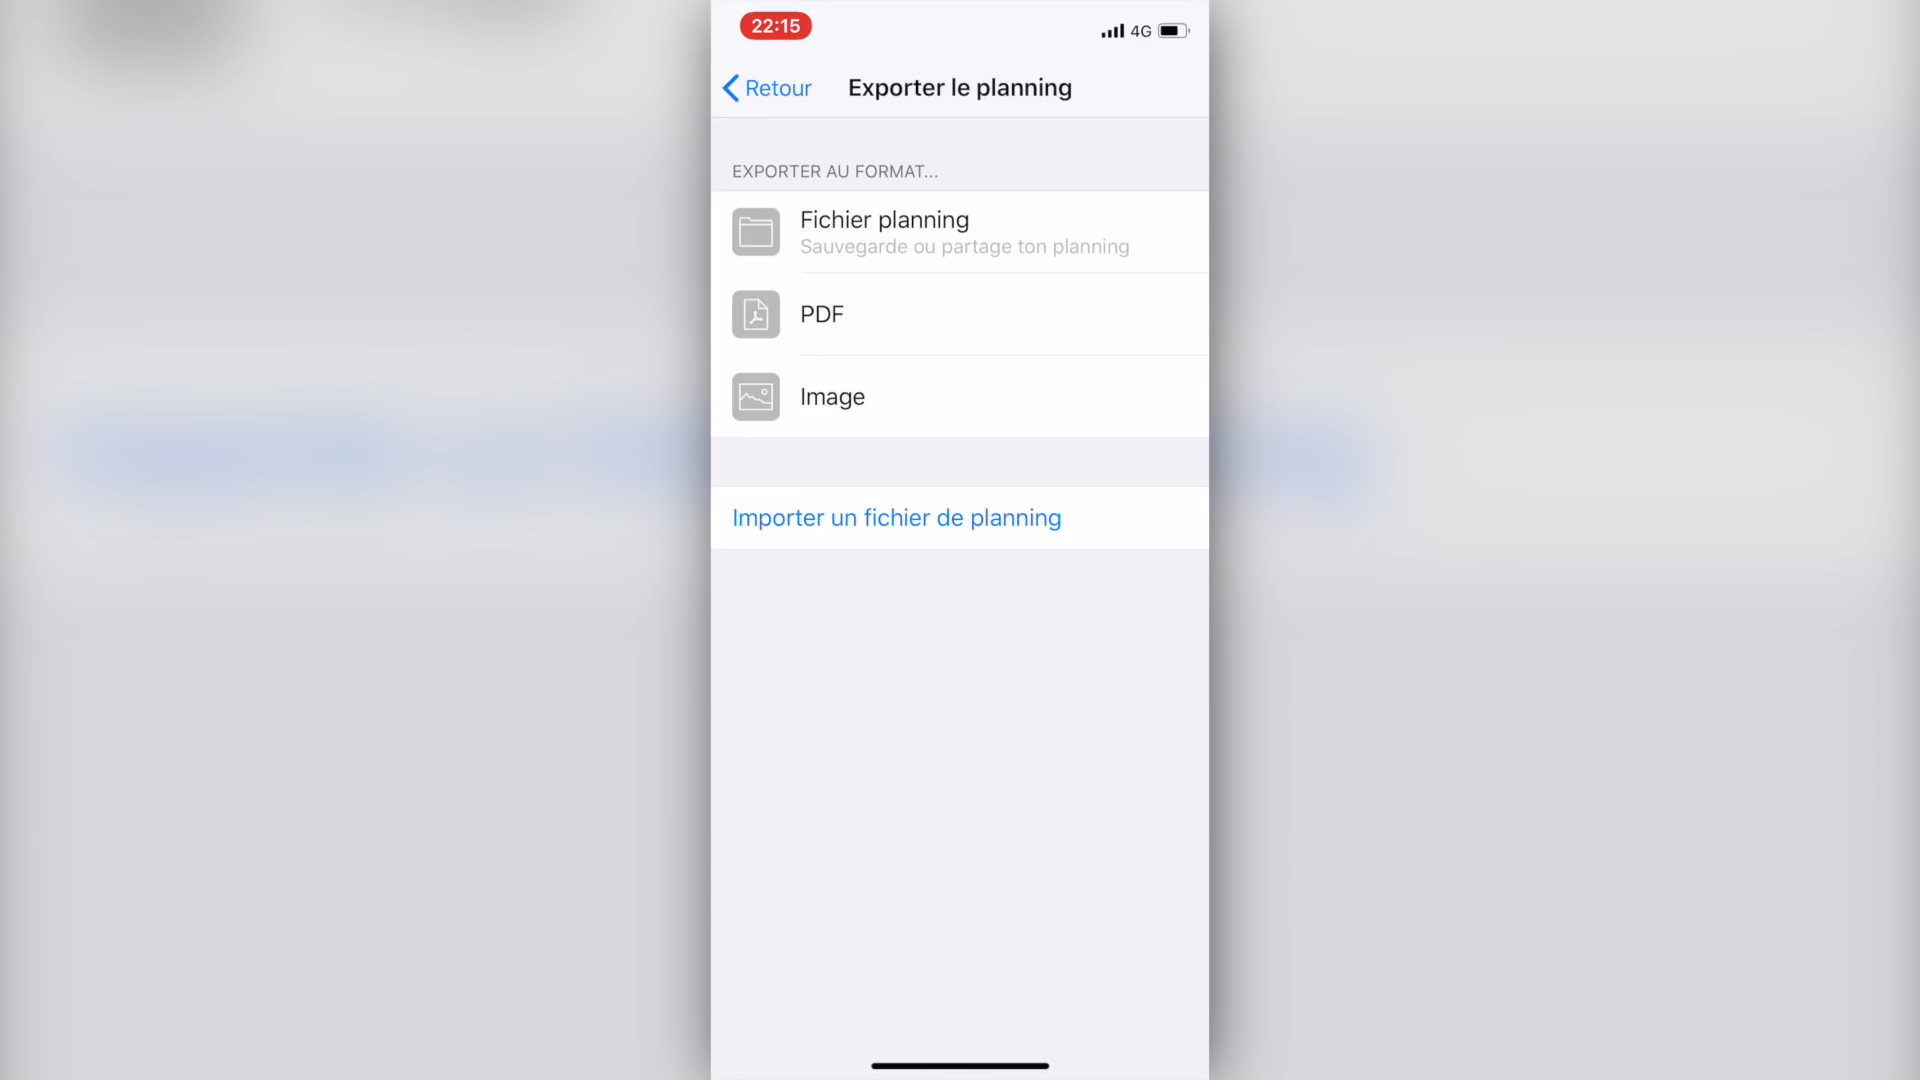 22:15
4G
Retour
Exporter le planning
EXPORTER AU FORMAT...
Fichier planning
Sauvegarde ou partage ton planning
PDF
Image
Importer un fichier de planning